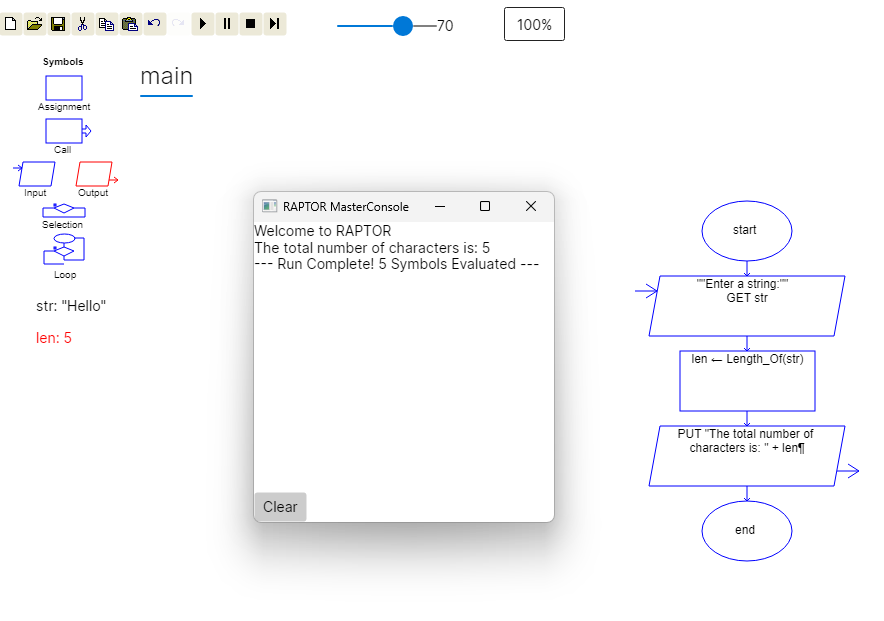 70
100%
Symbols
Assignment
Call
Input
Output
Selection
Loop
str: "Hello"
len: 5
main
RAPTOR MasterConsole
Welcome to RAPTOR
The total number of characters is: 5
--- Run Complete! 5 Symbols Evaluated ---
Clear
start
""Enter a string:""
GET str
len ← Length_Of(str)
PUT "The total number of
characters is: " + len¶
end